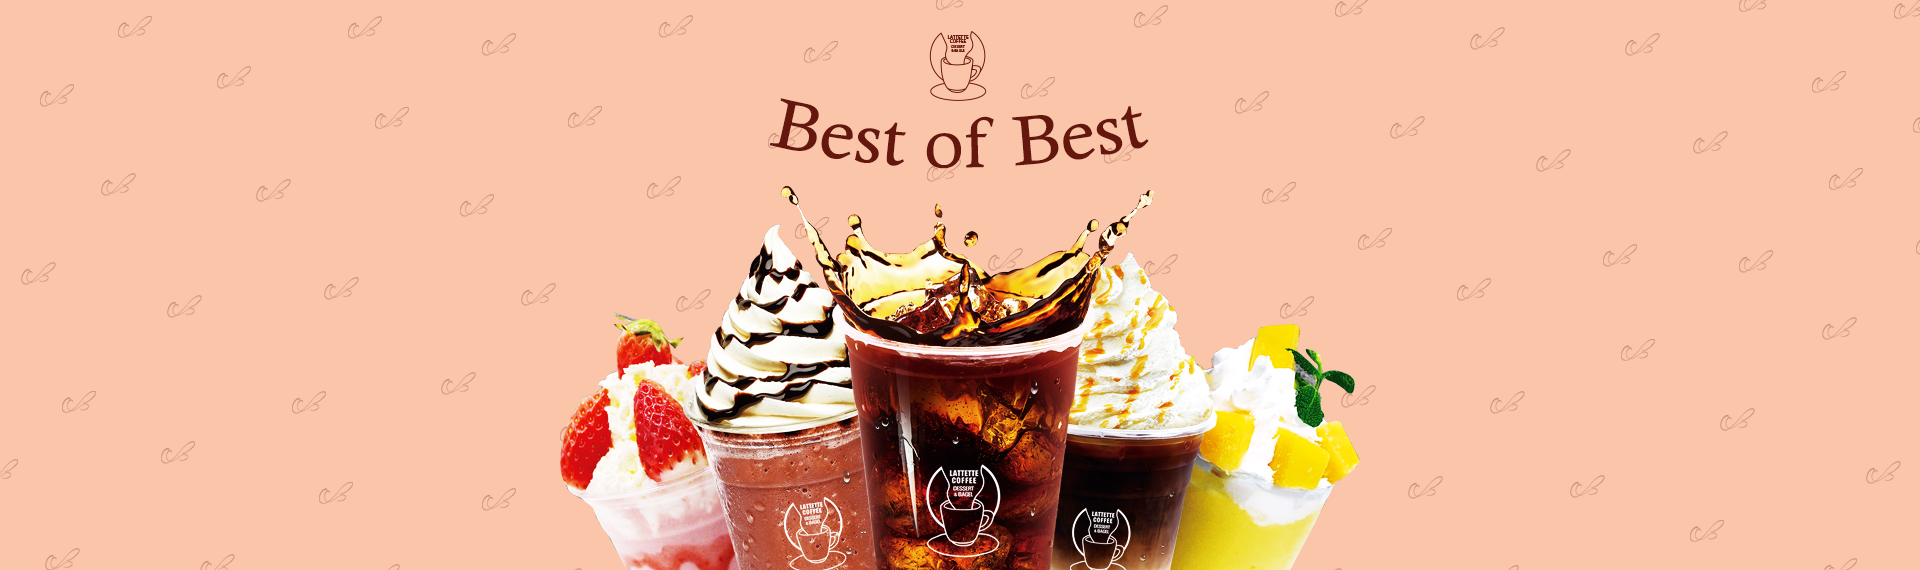 LATTETTE
COFFEE
DESSERT
& BAGEL
Best of Best
LATTETTE
COFFEE
DESSERT
& BAGEL
LATTETTE
COFFEE
DESSERT
& BAGEL
LATTETTE
COFFEE
DESSERT
& BAGEL